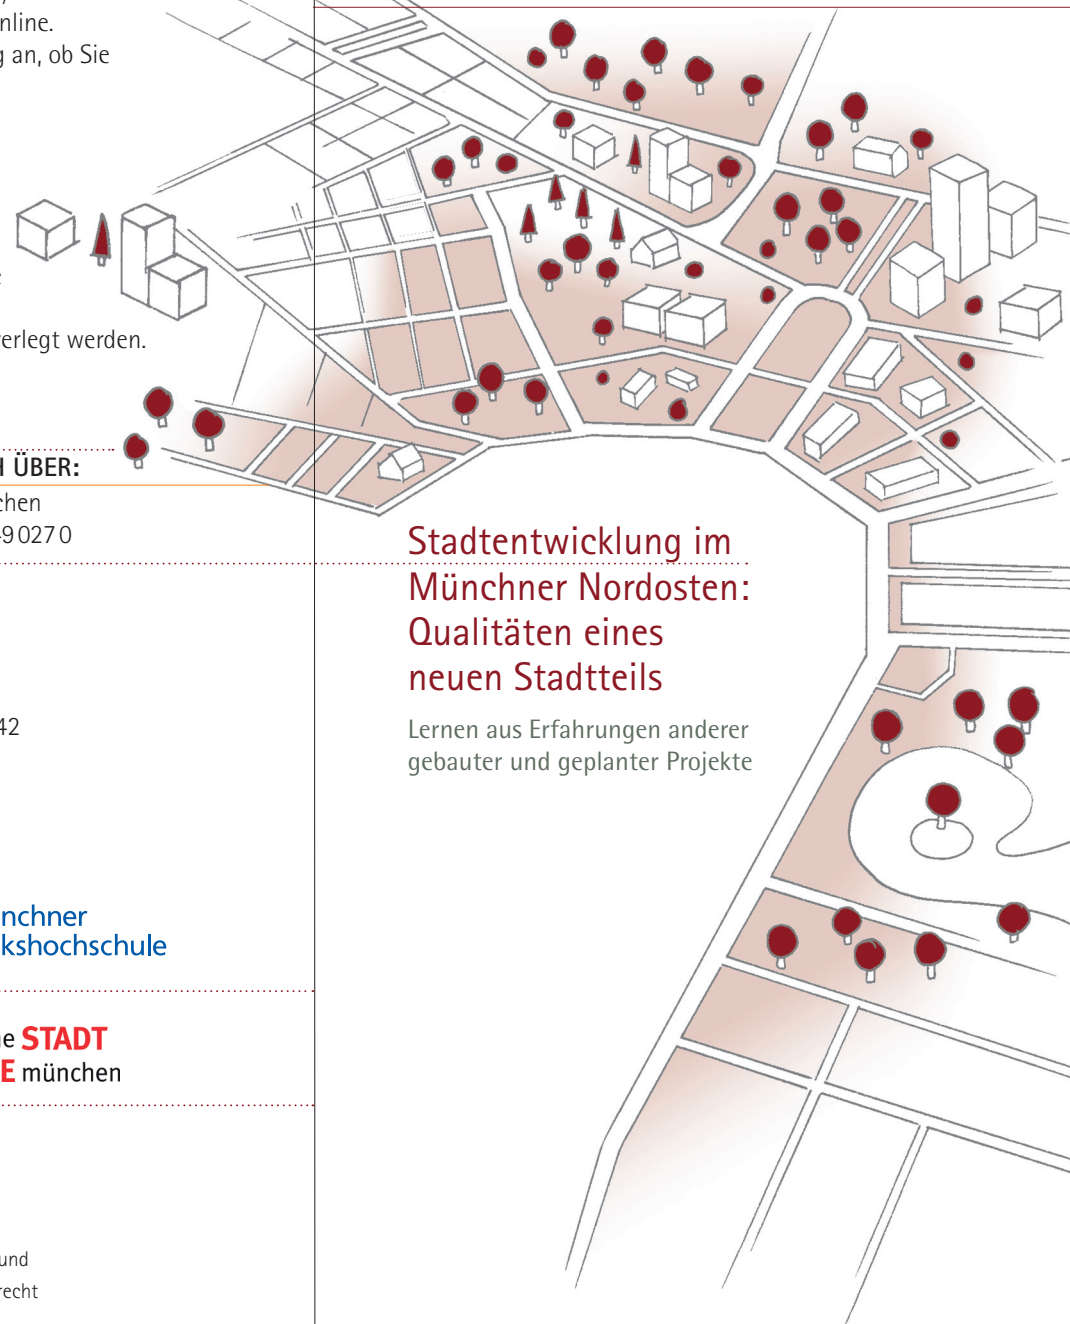 nline.
g an, ob Sie
erlegt werden.
H ÜBER:
chen
490270
42
nchner
kshochschule
e STADT
E münchen
und
recht
Stadtentwicklung im
Münchner Nordosten:
Qualitäten eines
neuen Stadtteils
Lernen aus Erfahrungen anderer
gebauter und geplanter Projekte